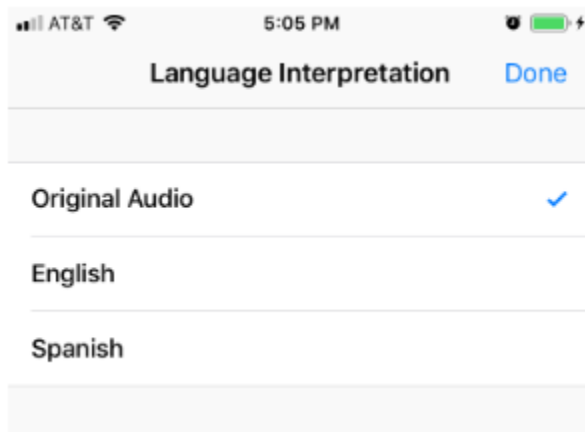 AT&T 5:05 PM
Language Interpretation Done
Original Audio
English
Spanish